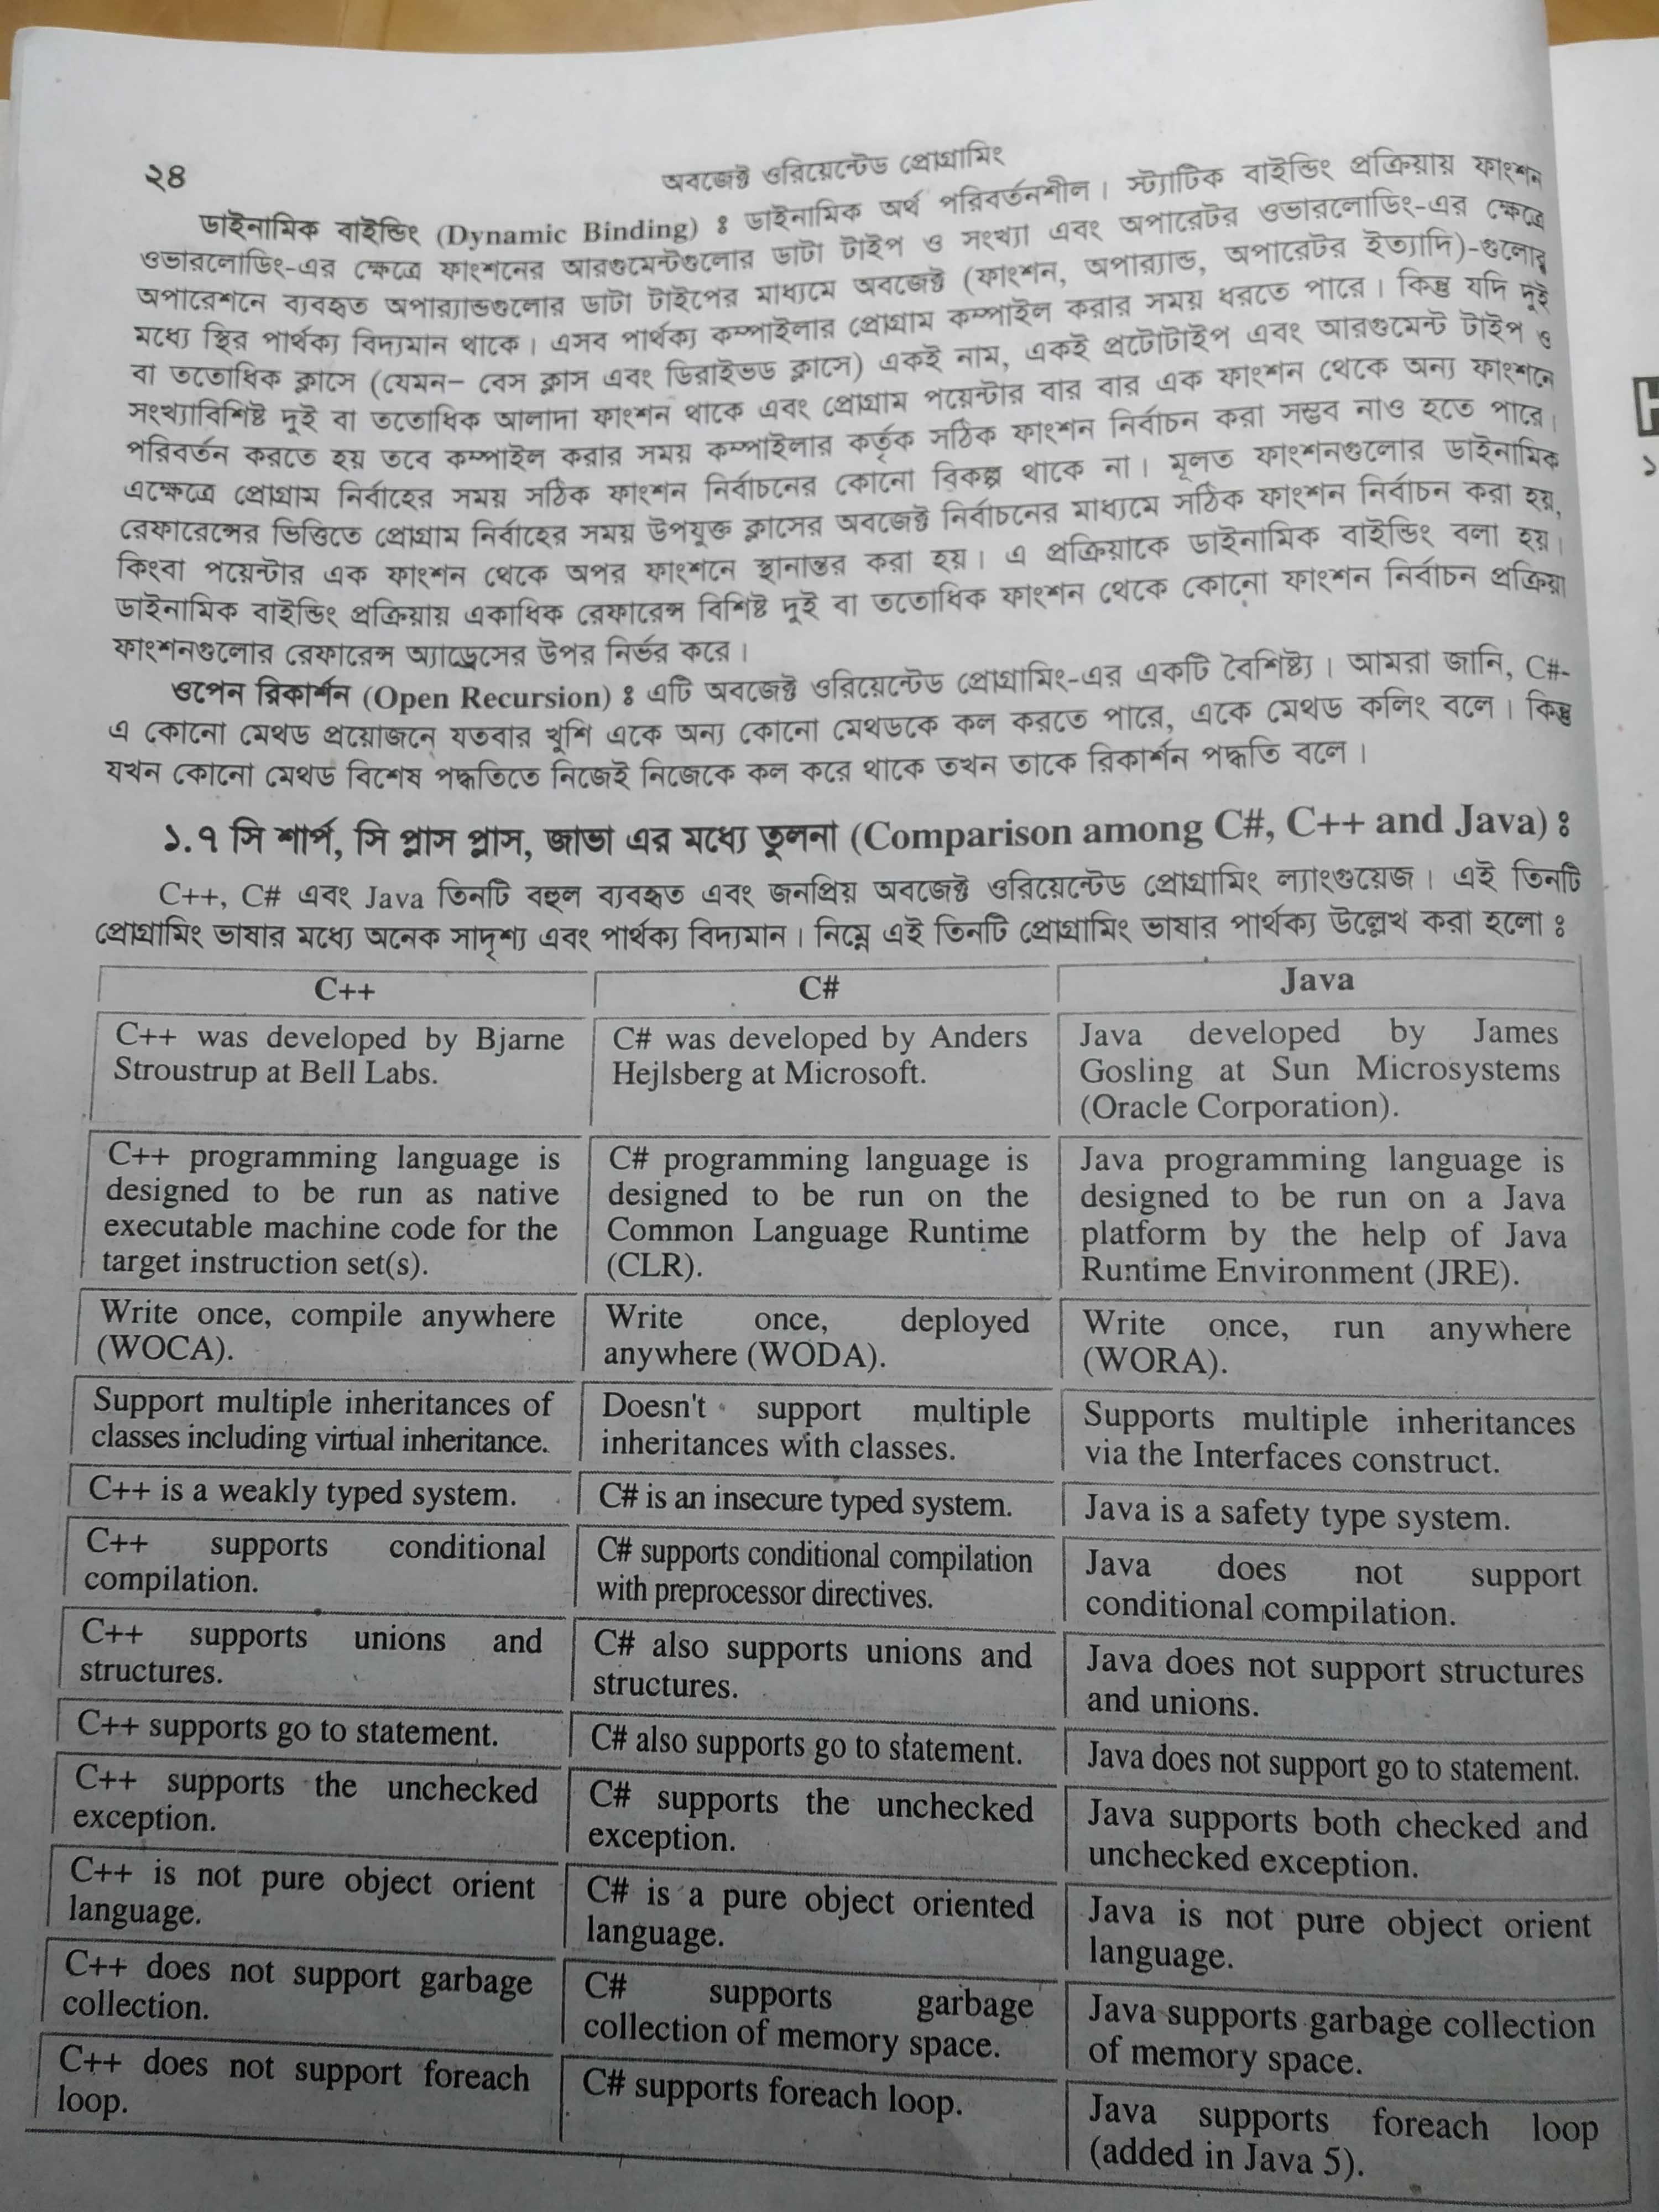 ২৪
অবজেক্ট ওরিয়েন্টেড প্রোগ্রামিং
ডাইনামিক বাইন্ডিং (Dynamic Binding) : ডাইনামিক অর্থ পরিবর্তনশীল। স্ট্যাটিক বাইন্ডিং প্রক্রিয়ায় ফাংশন
ওভারলোডিং-এর ক্ষেত্রে ফাংশনের আরগুমেন্টগুলোর ডাটা টাইপ ও সংখ্যা এবং অপারেটর ওভারলোডিং-এর ক্ষেত্রে
অপারেশনে ব্যবহৃত অপার‍্যান্ডগুলোর ডাটা টাইপের মাধ্যমে অবজেক্ট (ফাংশন, অপার‍্যান্ড, অপারেটর ইত্যাদি)-গুলোর
মধ্যে স্থির পার্থক্য বিদ্যমান থাকে। এসব পার্থক্য কম্পাইলার প্রোগ্রাম কম্পাইল করার সময় ধরতে পারে। কিন্তু যদি দুই
বা ততোধিক ক্লাসে (যেমন– বেস ক্লাস এবং ডিরাইভড ক্লাসে) একই নাম, একই প্রটোটাইপ এবং আরগুমেন্ট টাইপ ও
সংখ্যাবিশিষ্ট দুই বা ততোধিক আলাদা ফাংশন থাকে এবং প্রোগ্রাম পয়েন্টার বার বার এক ফাংশন থেকে অন্য ফাংশনে
পরিবর্তন করতে হয় তবে কম্পাইল করার সময় কম্পাইলার কর্তৃক সঠিক ফাংশন নির্বাচন করা সম্ভব নাও হতে পারে।
এক্ষেত্রে প্রোগ্রাম নির্বাহের সময় সঠিক ফাংশন নির্বাচনের কোনো বিকল্প থাকে না। মূলত ফাংশনগুলোর ডাইনামিক
রেফারেন্সের ভিত্তিতে প্রোগ্রাম নির্বাহের সময় উপযুক্ত ক্লাসের অবজেক্ট নির্বাচনের মাধ্যমে সঠিক ফাংশন নির্বাচন করা হয়,
কিংবা পয়েন্টার এক ফাংশন থেকে অপর ফাংশনে স্থানান্তর করা হয়। এ প্রক্রিয়াকে ডাইনামিক বাইন্ডিং বলা হয়।
ডাইনামিক বাইন্ডিং প্রক্রিয়ায় একাধিক রেফারেন্স বিশিষ্ট দুই বা ততোধিক ফাংশন থেকে কোনো ফাংশন নির্বাচন প্রক্রিয়া
ফাংশনগুলোর রেফারেন্স অ্যাড্রেসের উপর নির্ভর করে।
ওপেন রিকার্শন (Open Recursion) : এটি অবজেক্ট ওরিয়েন্টেড প্রোগ্রামিং-এর একটি বৈশিষ্ট্য। আমরা জানি, C#-
এ কোনো মেথড প্রয়োজনে যতবার খুশি একে অন্য কোনো মেথডকে কল করতে পারে, একে মেথড কলিং বলে। কিন্তু
যখন কোনো মেথড বিশেষ পদ্ধতিতে নিজেই নিজেকে কল করে থাকে তখন তাকে রিকার্শন পদ্ধতি বলে।
১.৭ সি শার্প, সি প্লাস প্লাস, জাভা এর মধ্যে তুলনা (Comparison among C#, C++ and Java) :
C++, C# এবং Java তিনটি বহুল ব্যবহৃত এবং জনপ্রিয় অবজেক্ট ওরিয়েন্টেড প্রোগ্রামিং ল্যাংগুয়েজ। এই তিনটি
প্রোগ্রামিং ভাষার মধ্যে অনেক সাদৃশ্য এবং পার্থক্য বিদ্যমান। নিম্নে এই তিনটি প্রোগ্রামিং ভাষার পার্থক্য উল্লেখ করা হলো :
C++
C#
Java
C++ was developed by Bjarne
Stroustrup at Bell Labs.
C# was developed by Anders
Hejlsberg at Microsoft.
Java developed by James
Gosling at Sun Microsystems
(Oracle Corporation).
C++ programming language is
designed to be run as native
executable machine code for the
target instruction set(s).
C# programming language is
designed to be run on the
Common Language Runtime
(CLR).
Java programming language is
designed to be run on a Java
platform by the help of Java
Runtime Environment (JRE).
Write once, compile anywhere
(WOCA).
Write once, deployed
anywhere (WODA).
Write once, run anywhere
(WORA).
Support multiple inheritances of
classes including virtual inheritance.
Doesn't support multiple
inheritances with classes.
Supports multiple inheritances
via the Interfaces construct.
C++ is a weakly typed system.
C# is an insecure typed system.
Java is a safety type system.
C++ supports conditional
compilation.
C# supports conditional compilation
with preprocessor directives.
Java does not support
conditional compilation.
C++ supports unions and
structures.
C# also supports unions and
structures.
Java does not support structures
and unions.
C++ supports go to statement.
C# also supports go to statement.
Java does not support go to statement.
C++ supports the unchecked
exception.
C# supports the unchecked
exception.
Java supports both checked and
unchecked exception.
C++ is not pure object orient
language.
C# is a pure object oriented
language.
Java is not pure object orient
language.
C++ does not support garbage
collection.
C# supports garbage
collection of memory space.
Java supports garbage collection
of memory space.
C++ does not support foreach
loop.
C# supports foreach loop.
Java supports foreach loop
(added in Java 5).